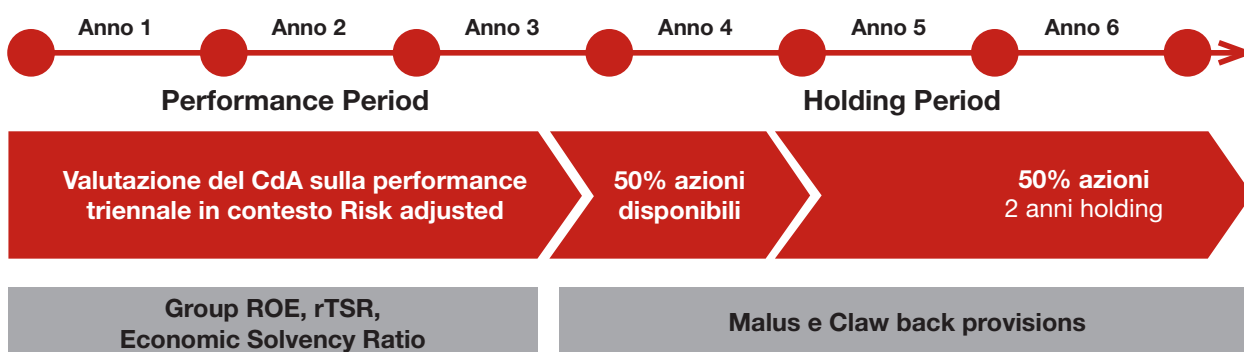 Anno 1
Anno 2
Anno 3
Anno 4
Anno 5
Anno 6
Performance Period
Holding Period
Valutazione del CdA sulla performance
triennale in contesto Risk adjusted
50% azioni
disponibili
50% azioni
2 anni holding
Group ROE, rTSR,
Economic Solvency Ratio
Malus e Claw back provisions